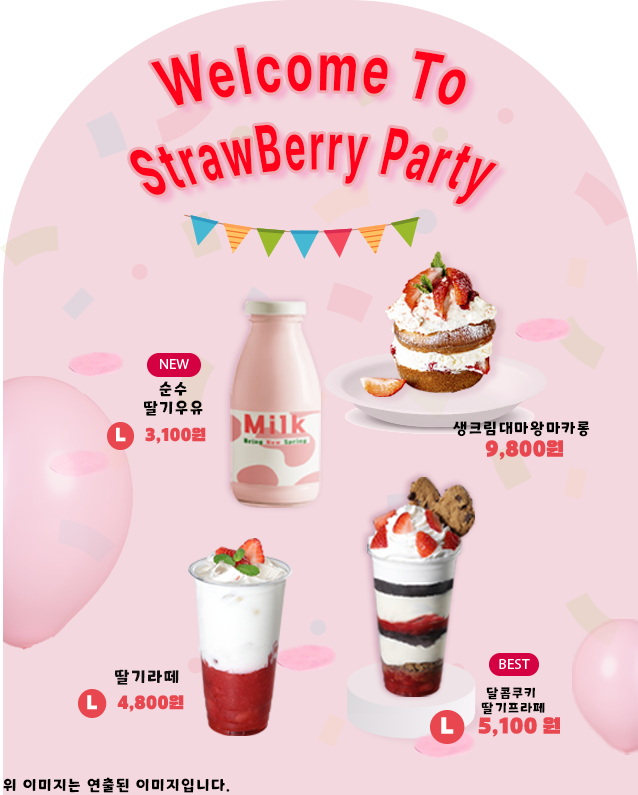 Welcome To
StrawBerry Party
NEW
순수
딸기우유
L 3,100원
Milk
Bring New Spring
생크림대마왕마카롱
9,800원
딸기라떼
L 4,800원
BEST
달콤쿠키
딸기프라페
L 5,100 원
위 이미지는 연출된 이미지입니다.